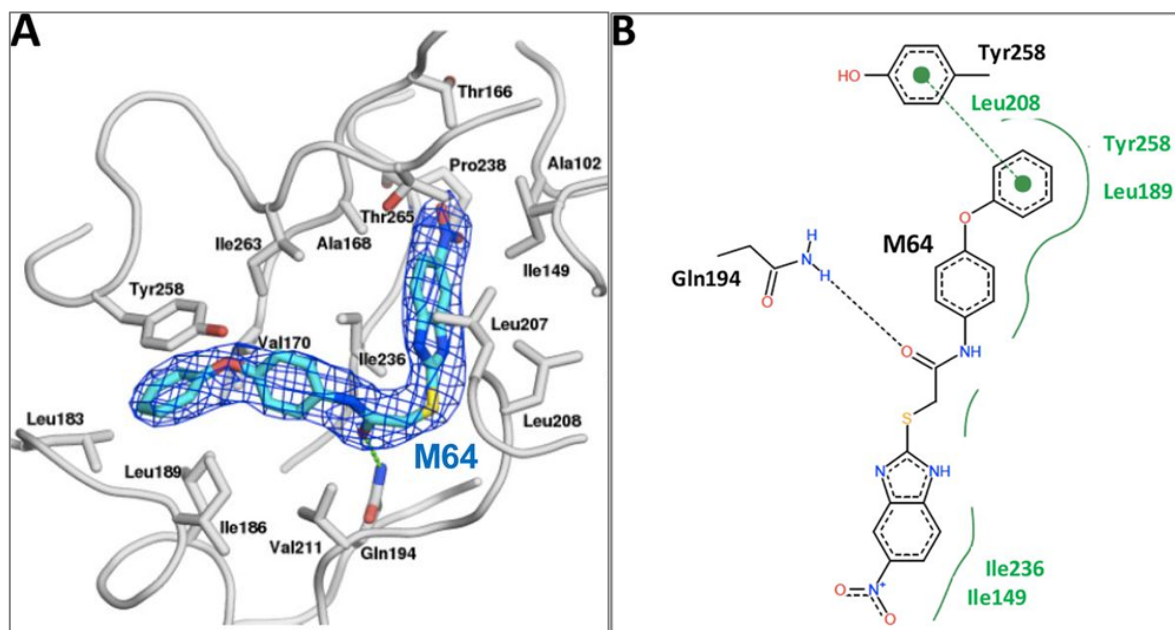 A
Thr166
Pro238
Ala102
Thr265
Ile263
Ala168
Ile149
Tyr258
Leu207
Val170
Ile236
Leu183
Leu208
M64
Leu189
Ile186
Val211
Gln194
B
Tyr258
HO
Leu208
Tyr258
Leu189
O
M64
H
N
H
Gln194
O
O
NH
S
N
NH
Ile236
Ile149
O
N+
O